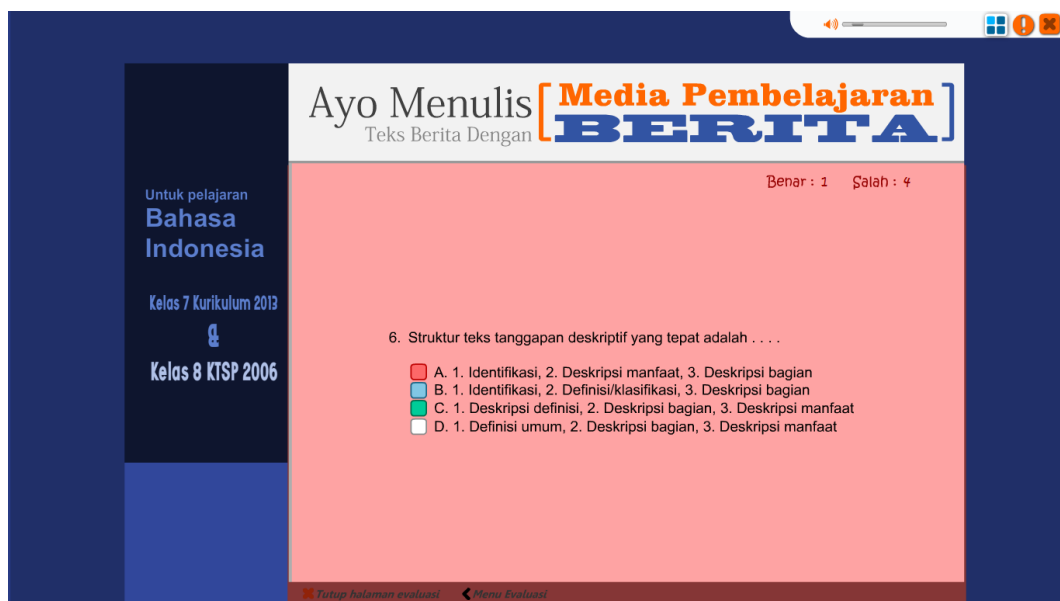 Ayo Menulis
Teks Berita Dengan
Media Pembelajaran
BERITA
Untuk pelajaran
Bahasa
Indonesia
Kelas 7 Kurikulum 2013
&
Kelas 8 KTSP 2006
Benar : 1 Salah : 4
6. Struktur teks tanggapan deskriptif yang tepat adalah . . . .
A. 1. Identifikasi, 2. Deskripsi manfaat, 3. Deskripsi bagian
B. 1. Identifikasi, 2. Definisi/klasifikasi, 3. Deskripsi bagian
C. 1. Deskripsi definisi, 2. Deskripsi bagian, 3. Deskripsi manfaat
D. 1. Definisi umum, 2. Deskripsi bagian, 3. Deskripsi manfaat
Tutup halaman evaluasi Menu Evaluasi